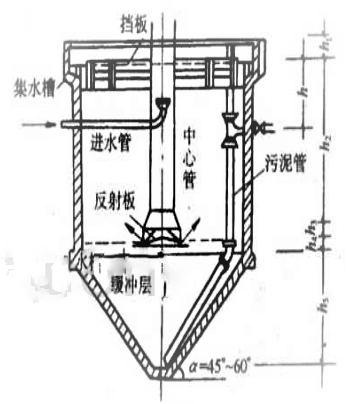 挡板
集水槽
进水管
中心管
污泥管
反射板
缓冲层
h₁
h
h₂
h₃
h₄
h₅
α=45°~60°